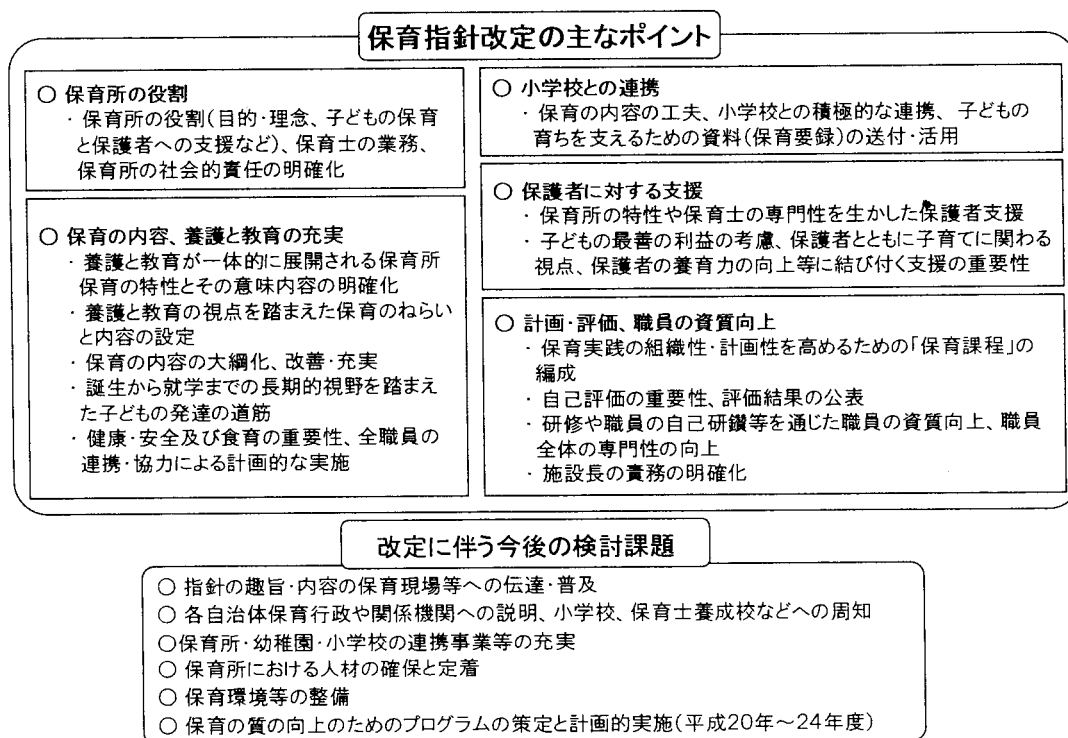 保育指針改定の主なポイント
○ 保育所の役割
・ 保育所の役割(目的・理念、子どもの保育
と保護者への支援など)、保育士の業務、
保育所の社会的責任の明確化
○ 保育の内容、養護と教育の充実
・ 養護と教育が一体的に展開される保育所
保育の特性とその意味内容の明確化
・ 養護と教育の視点を踏まえた保育のねらい
と内容の設定
・ 保育の内容の大綱化、改善・充実
・ 誕生から就学までの長期的視野を踏まえ
た子どもの発達の道筋
・ 健康・安全及び食育の重要性、全職員の
連携・協力による計画的な実施
○ 小学校との連携
・ 保育の内容の工夫、小学校との積極的な連携、子どもの
育ちを支えるための資料(保育要録)の送付・活用
○ 保護者に対する支援
・ 保育所の特性や保育士の専門性を生かした保護者支援
・ 子どもの最善の利益の考慮、保護者とともに子育てに関わる
視点、保護者の養育力の向上等に結び付く支援の重要性
○ 計画・評価、職員の資質向上
・ 保育実践の組織性・計画性を高めるための「保育課程」の
編成
・ 自己評価の重要性、評価結果の公表
・ 研修や職員の自己研鑽等を通じた職員の資質向上、職員
全体の専門性の向上
・ 施設長の責務の明確化
改定に伴う今後の検討課題
○ 指針の趣旨・内容の保育現場等への伝達・普及
○ 各自治体保育行政や関係機関への説明、小学校、保育士養成校などへの周知
○保育所・幼稚園・小学校の連携事業等の充実
○ 保育所における人材の確保と定着
○ 保育環境等の整備
○ 保育の質の向上のためのプログラムの策定と計画的実施(平成20年～24年度)